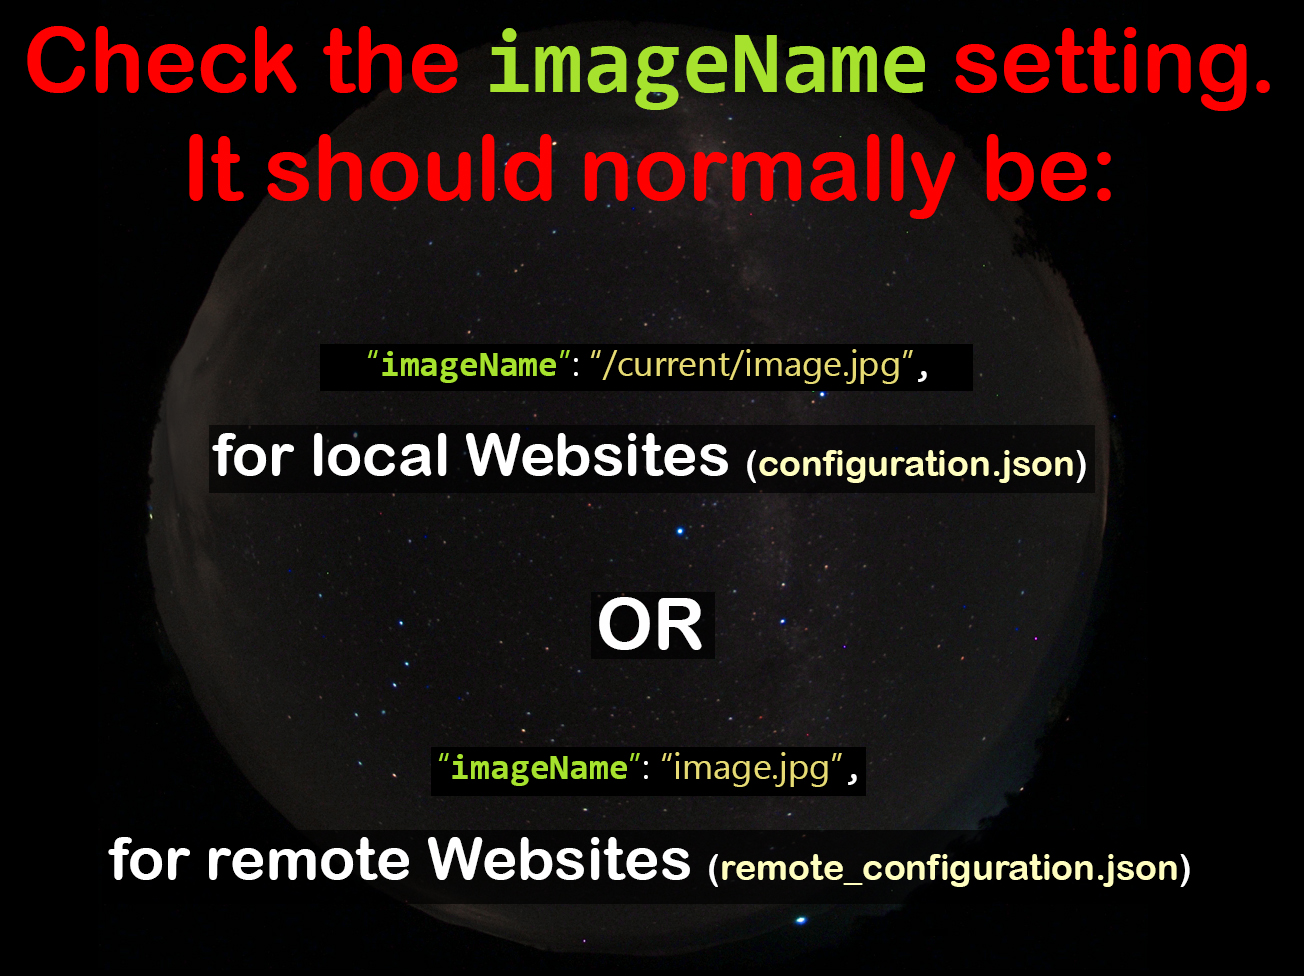 Check the imageName setting.
It should normally be:
“imageName”: “/current/image.jpg”,
for local Websites (configuration.json)
OR
“imageName”: “image.jpg”,
for remote Websites (remote_configuration.json)